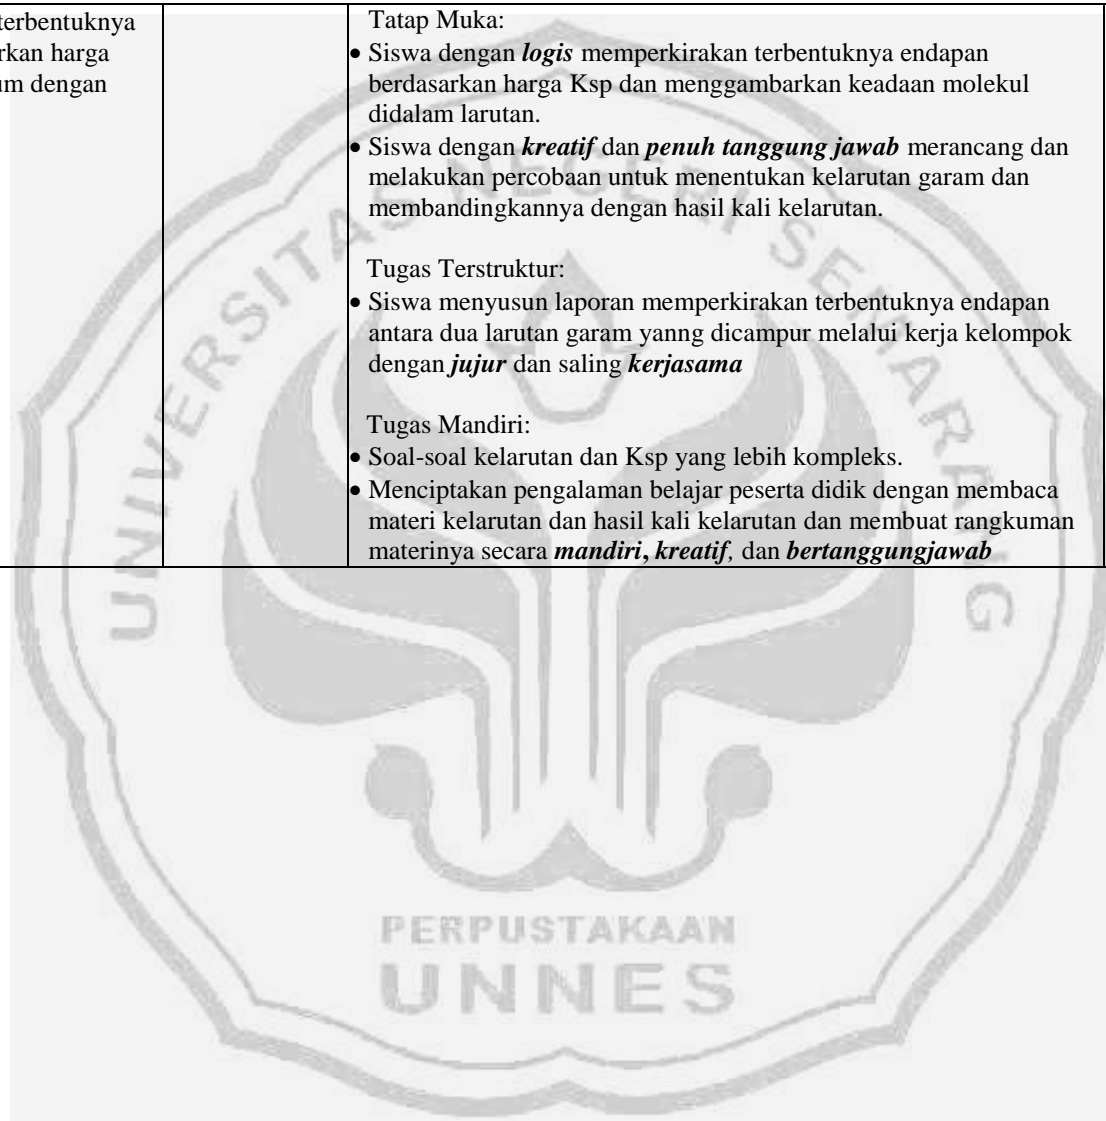 terbentuknya
rkan harga
um dengan
Tatap Muka:
• Siswa dengan logis memperkirakan terbentuknya endapan
berdasarkan harga Ksp dan menggambarkan keadaan molekul
didalam larutan.
• Siswa dengan kreatif dan penuh tanggung jawab merancang dan
melakukan percobaan untuk menentukan kelarutan garam dan
membandingkannya dengan hasil kali kelarutan.
Tugas Terstruktur:
• Siswa menyusun laporan memperkirakan terbentuknya endapan
antara dua larutan garam yanng dicampur melalui kerja kelompok
dengan jujur dan saling kerjasama
Tugas Mandiri:
• Soal-soal kelarutan dan Ksp yang lebih kompleks.
• Menciptakan pengalaman belajar peserta didik dengan membaca
materi kelarutan dan hasil kali kelarutan dan membuat rangkuman
materinya secara mandiri, kreatif, dan bertanggungjawab
UNIVERSITAS NEGERI SEMARANG
PERPUSTAKAAN
UNNES